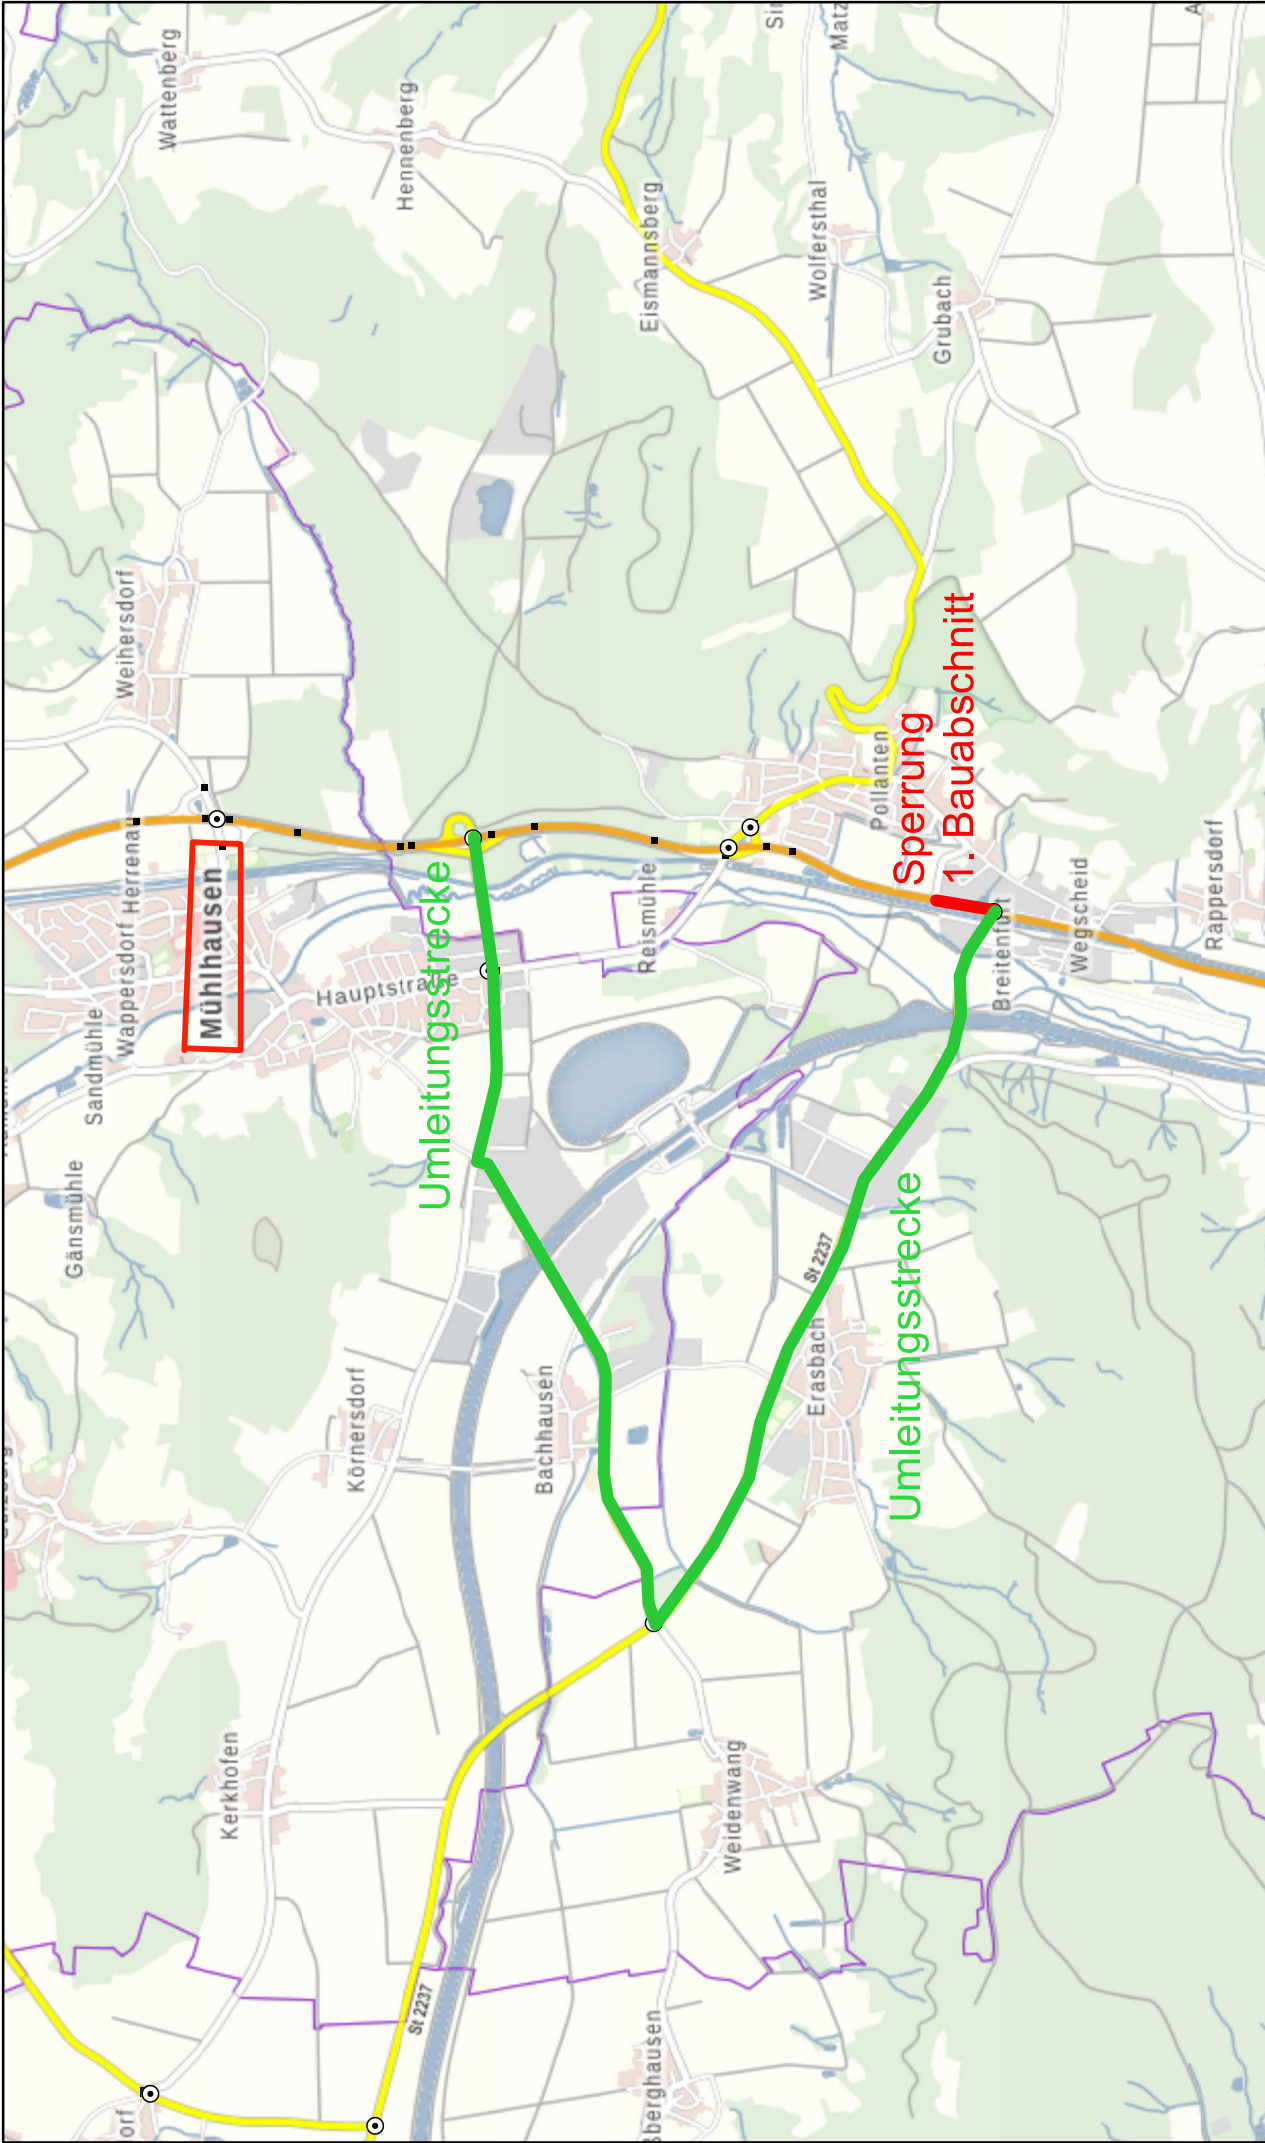 Wattenberg
Hennenberg
Eismannsberg
Wolfersthal
Grubach
Weihersdorf
Wappersdorf Herrenau
Mühlhausen
Sandmühle
Gänsmühle
Hauptstraße
Umleitungsstrecke
Reismühle
Pollanten
Sperrung
1. Bauabschnitt
Breitenfurt
Wegscheid
Rappersdorf
Körnersdorf
Bachhausen
St 2237
Erasbach
Umleitungsstrecke
Kerkhofen
Weidenwang
St 2237